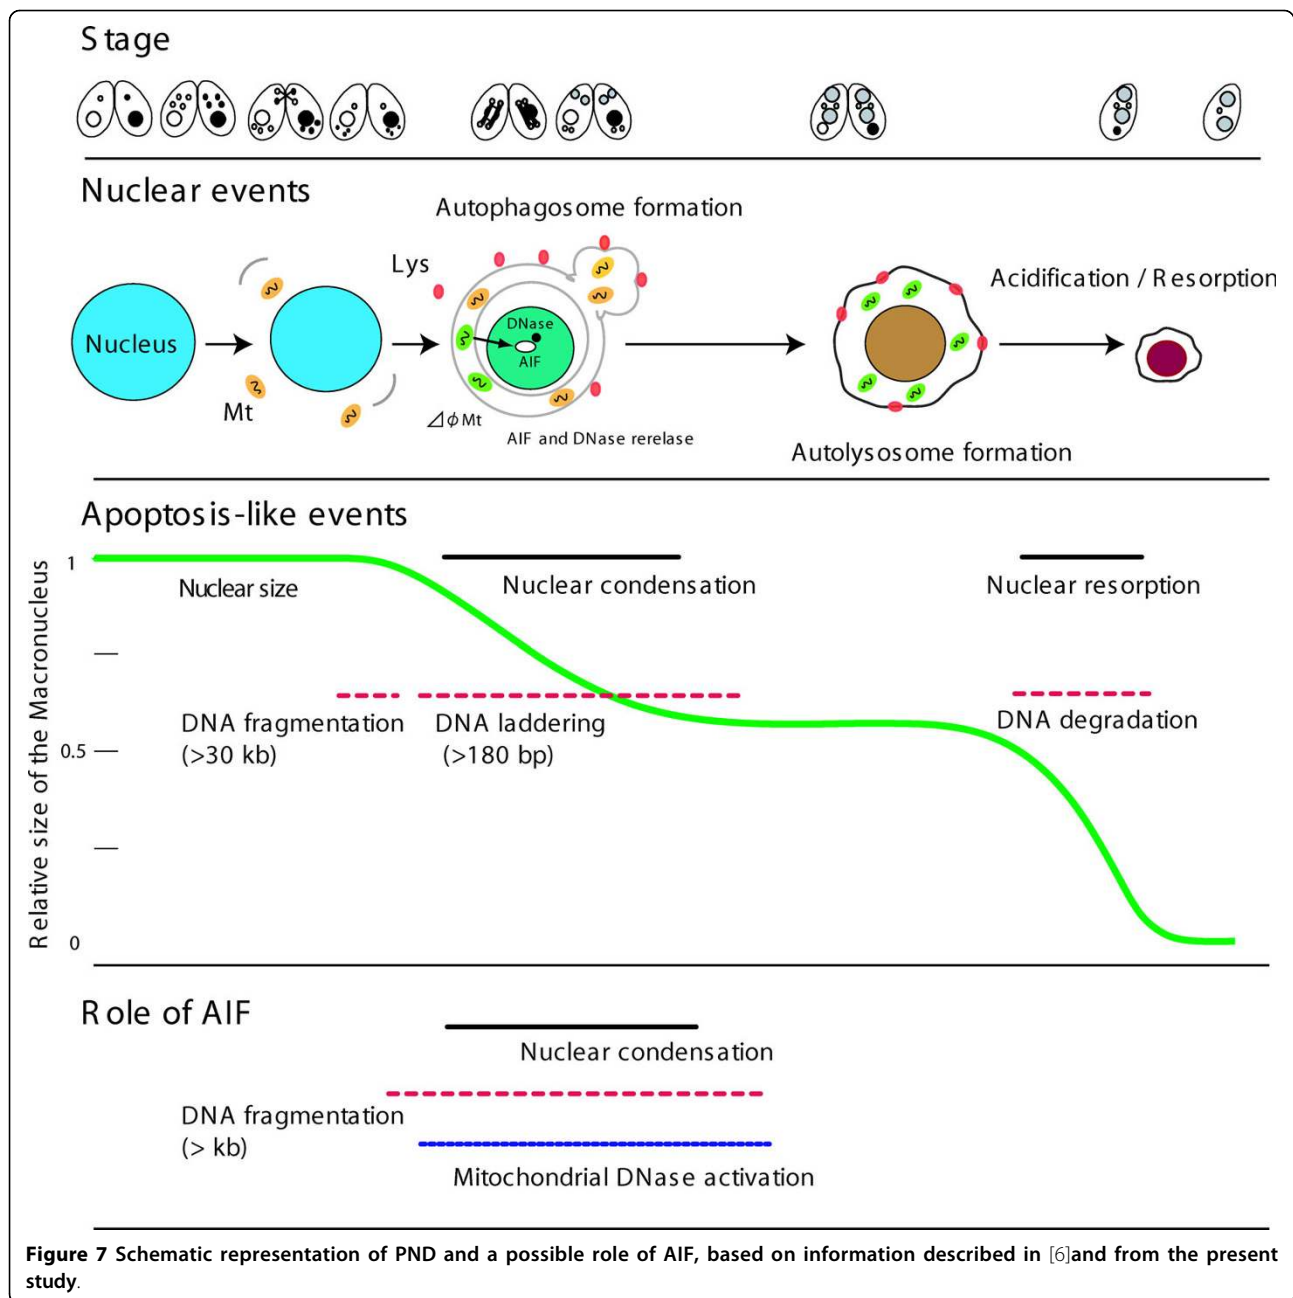 Stage
Nuclear events
Autophagosome formation
Lys
Acidification / Resorption
Nucleus
DNase
AIF
Mt
⊿ϕMt
AIF and DNase rerelase
Autolysosome formation
Apoptosis-like events
Relative size of the Macronucleus
1
Nuclear size
Nuclear condensation
Nuclear resorption
DNA fragmentation
(>30 kb)
DNA laddering
(>180 bp)
DNA degradation
0.5
0
Role of AIF
Nuclear condensation
DNA fragmentation
(> kb)
Mitochondrial DNase activation
Figure 7 Schematic representation of PND and a possible role of AIF, based on information described in [6]and from the present
study.